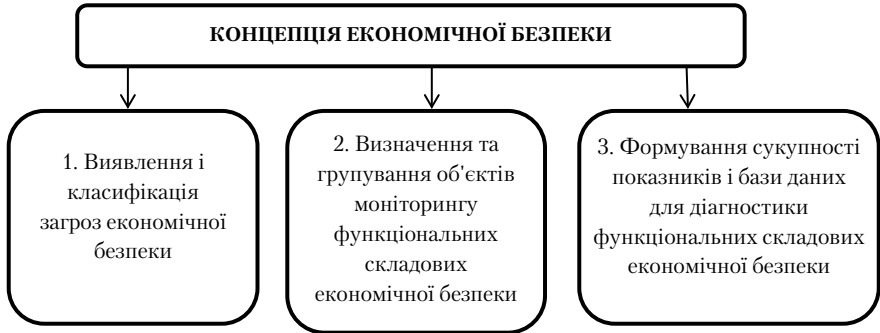 КОНЦЕПЦІЯ ЕКОНОМІЧНОЇ БЕЗПЕКИ
1. Виявлення і
класифікація
загроз економічної
безпеки
2. Визначення та
групування об'єктів
моніторингу
функціональних
складових
економічної безпеки
3. Формування сукупності
показників і бази даних
для діагностики
функціональних складових
економічної безпеки